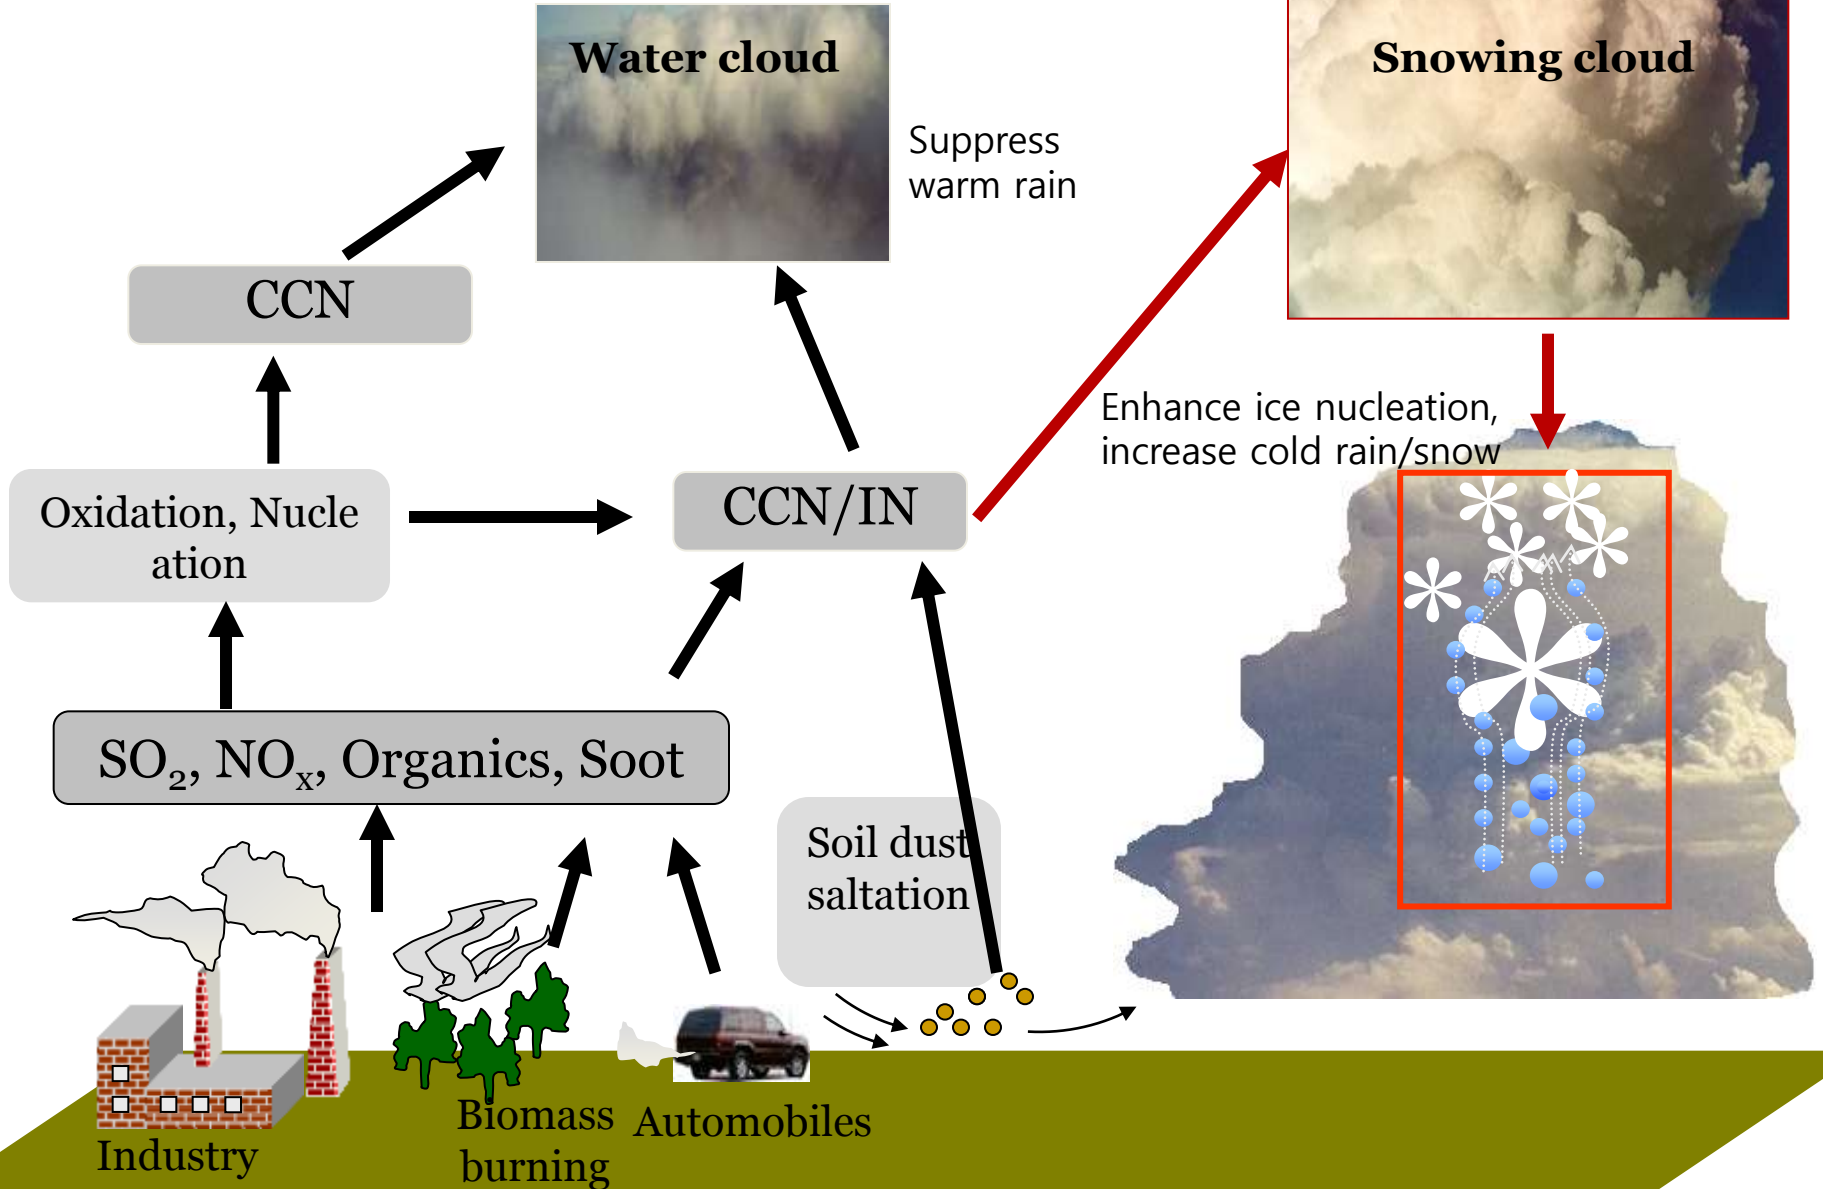 Water cloud
Snowing cloud
Suppress
warm rain
CCN
Enhance ice nucleation,
increase cold rain/snow
Oxidation, Nucle
ation
CCN/IN
SO₂, NOₓ, Organics, Soot
Soil dust
saltation
Biomass
burning
Automobiles
Industry